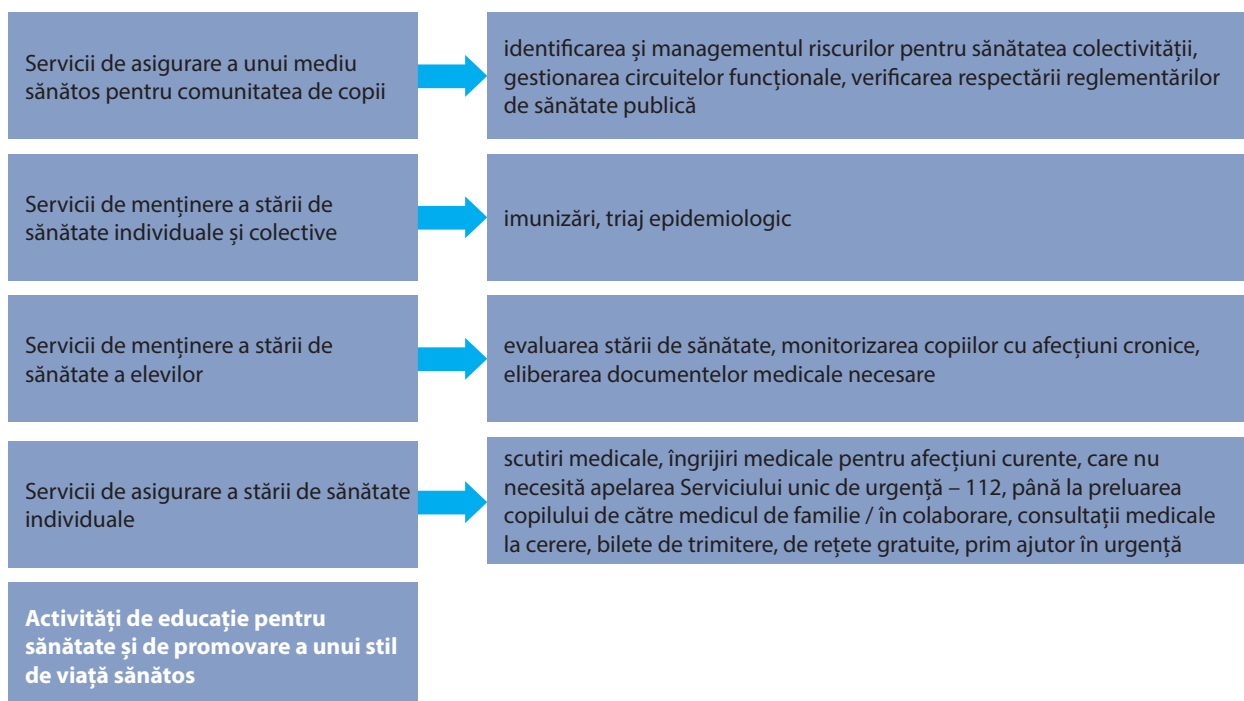 Servicii de asigurare a unui mediu
sănătos pentru comunitatea de copii
identificarea și managementul riscurilor pentru sănătatea colectivității,
gestionarea circuitelor funcționale, verificarea respectării reglementărilor
de sănătate publică
Servicii de menținere a stării de
sănătate individuale și colective
imunizări, triaj epidemiologic
Servicii de menținere a stării de
sănătate a elevilor
evaluarea stării de sănătate, monitorizarea copiilor cu afecțiuni cronice,
eliberarea documentelor medicale necesare
Servicii de asigurare a stării de sănătate
individuale
scutiri medicale, îngrijiri medicale pentru afecțiuni curente, care nu
necesită apelarea Serviciului unic de urgență – 112, până la preluarea
copilului de către medicul de familie / în colaborare, consultații medicale
la cerere, bilete de trimitere, de rețete gratuite, prim ajutor în urgență
Activități de educație pentru
sănătate și de promovare a unui stil
de viață sănătos